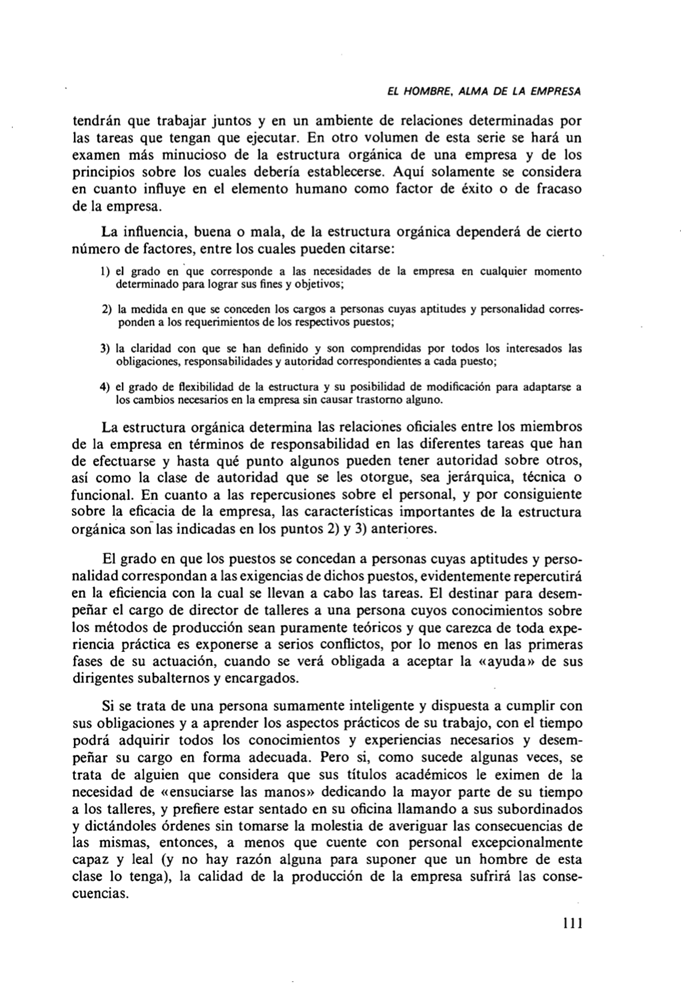 EL HOMBRE, ALMA DE LA EMPRESA
tendrán que trabajar juntos y en un ambiente de relaciones determinadas por
las tareas que tengan que ejecutar. En otro volumen de esta serie se hará un
examen más minucioso de la estructura orgánica de una empresa y de los
principios sobre los cuales debería establecerse. Aquí solamente se considera
en cuanto influye en el elemento humano como factor de éxito o de fracaso
de la empresa.
La influencia, buena o mala, de la estructura orgánica dependerá de cierto
número de factores, entre los cuales pueden citarse:
1) el grado en que corresponde a las necesidades de la empresa en cualquier momento
determinado para lograr sus fines y objetivos;
2) la medida en que se conceden los cargos a personas cuyas aptitudes y personalidad corres-
ponden a los requerimientos de los respectivos puestos;
3) la claridad con que se han definido y son comprendidas por todos los interesados las
obligaciones, responsabilidades y autoridad correspondientes a cada puesto;
4) el grado de flexibilidad de la estructura y su posibilidad de modificación para adaptarse a
los cambios necesarios en la empresa sin causar trastorno alguno.
La estructura orgánica determina las relaciones oficiales entre los miembros
de la empresa en términos de responsabilidad en las diferentes tareas que han
de efectuarse y hasta qué punto algunos pueden tener autoridad sobre otros,
así como la clase de autoridad que se les otorgue, sea jerárquica, técnica o
funcional. En cuanto a las repercusiones sobre el personal, y por consiguiente
sobre la eficacia de la empresa, las características importantes de la estructura
orgánica son las indicadas en los puntos 2) y 3) anteriores.
El grado en que los puestos se concedan a personas cuyas aptitudes y perso-
nalidad correspondan a las exigencias de dichos puestos, evidentemente repercutirá
en la eficiencia con la cual se llevan a cabo las tareas. El destinar para desem-
peñar el cargo de director de talleres a una persona cuyos conocimientos sobre
los métodos de producción sean puramente teóricos y que carezca de toda expe-
riencia práctica es exponerse a serios conflictos, por lo menos en las primeras
fases de su actuación, cuando se verá obligada a aceptar la «ayuda» de sus
dirigentes subalternos y encargados.
Si se trata de una persona sumamente inteligente y dispuesta a cumplir con
sus obligaciones y a aprender los aspectos prácticos de su trabajo, con el tiempo
podrá adquirir todos los conocimientos y experiencias necesarios y desem-
peñar su cargo en forma adecuada. Pero si, como sucede algunas veces, se
trata de alguien que considera que sus títulos académicos le eximen de la
necesidad de «ensuciarse las manos» dedicando la mayor parte de su tiempo
a los talleres, y prefiere estar sentado en su oficina llamando a sus subordinados
y dictándoles órdenes sin tomarse la molestia de averiguar las consecuencias de
las mismas, entonces, a menos que cuente con personal excepcionalmente
capaz y leal (y no hay razón alguna para suponer que un hombre de esta
clase lo tenga), la calidad de la producción de la empresa sufrirá las conse-
cuencias.
111